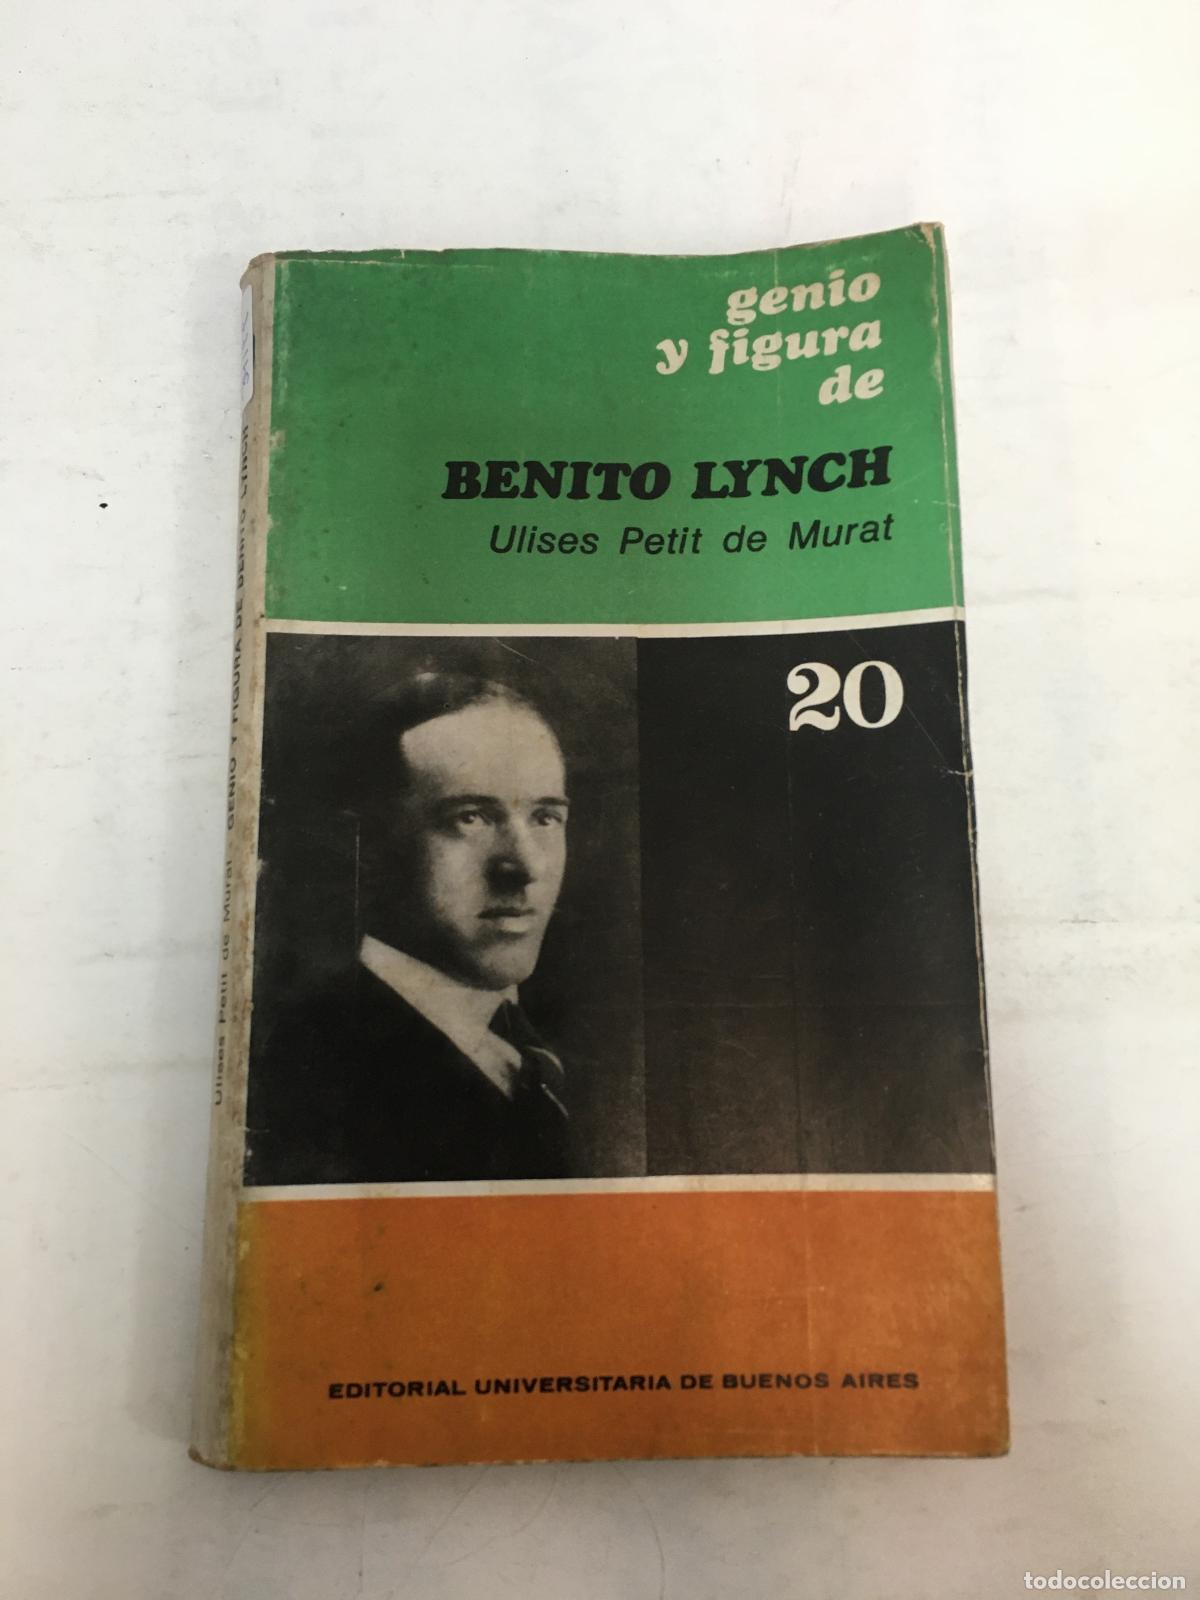 genio
y figura
de
BENITO LYNCH
Ulises Petit de Murat
20
EDITORIAL UNIVERSITARIA DE BUENOS AIRES
Ulises Petit de Murat GENIO Y FIGURA DE BENITO LYNCH
todocoleccion